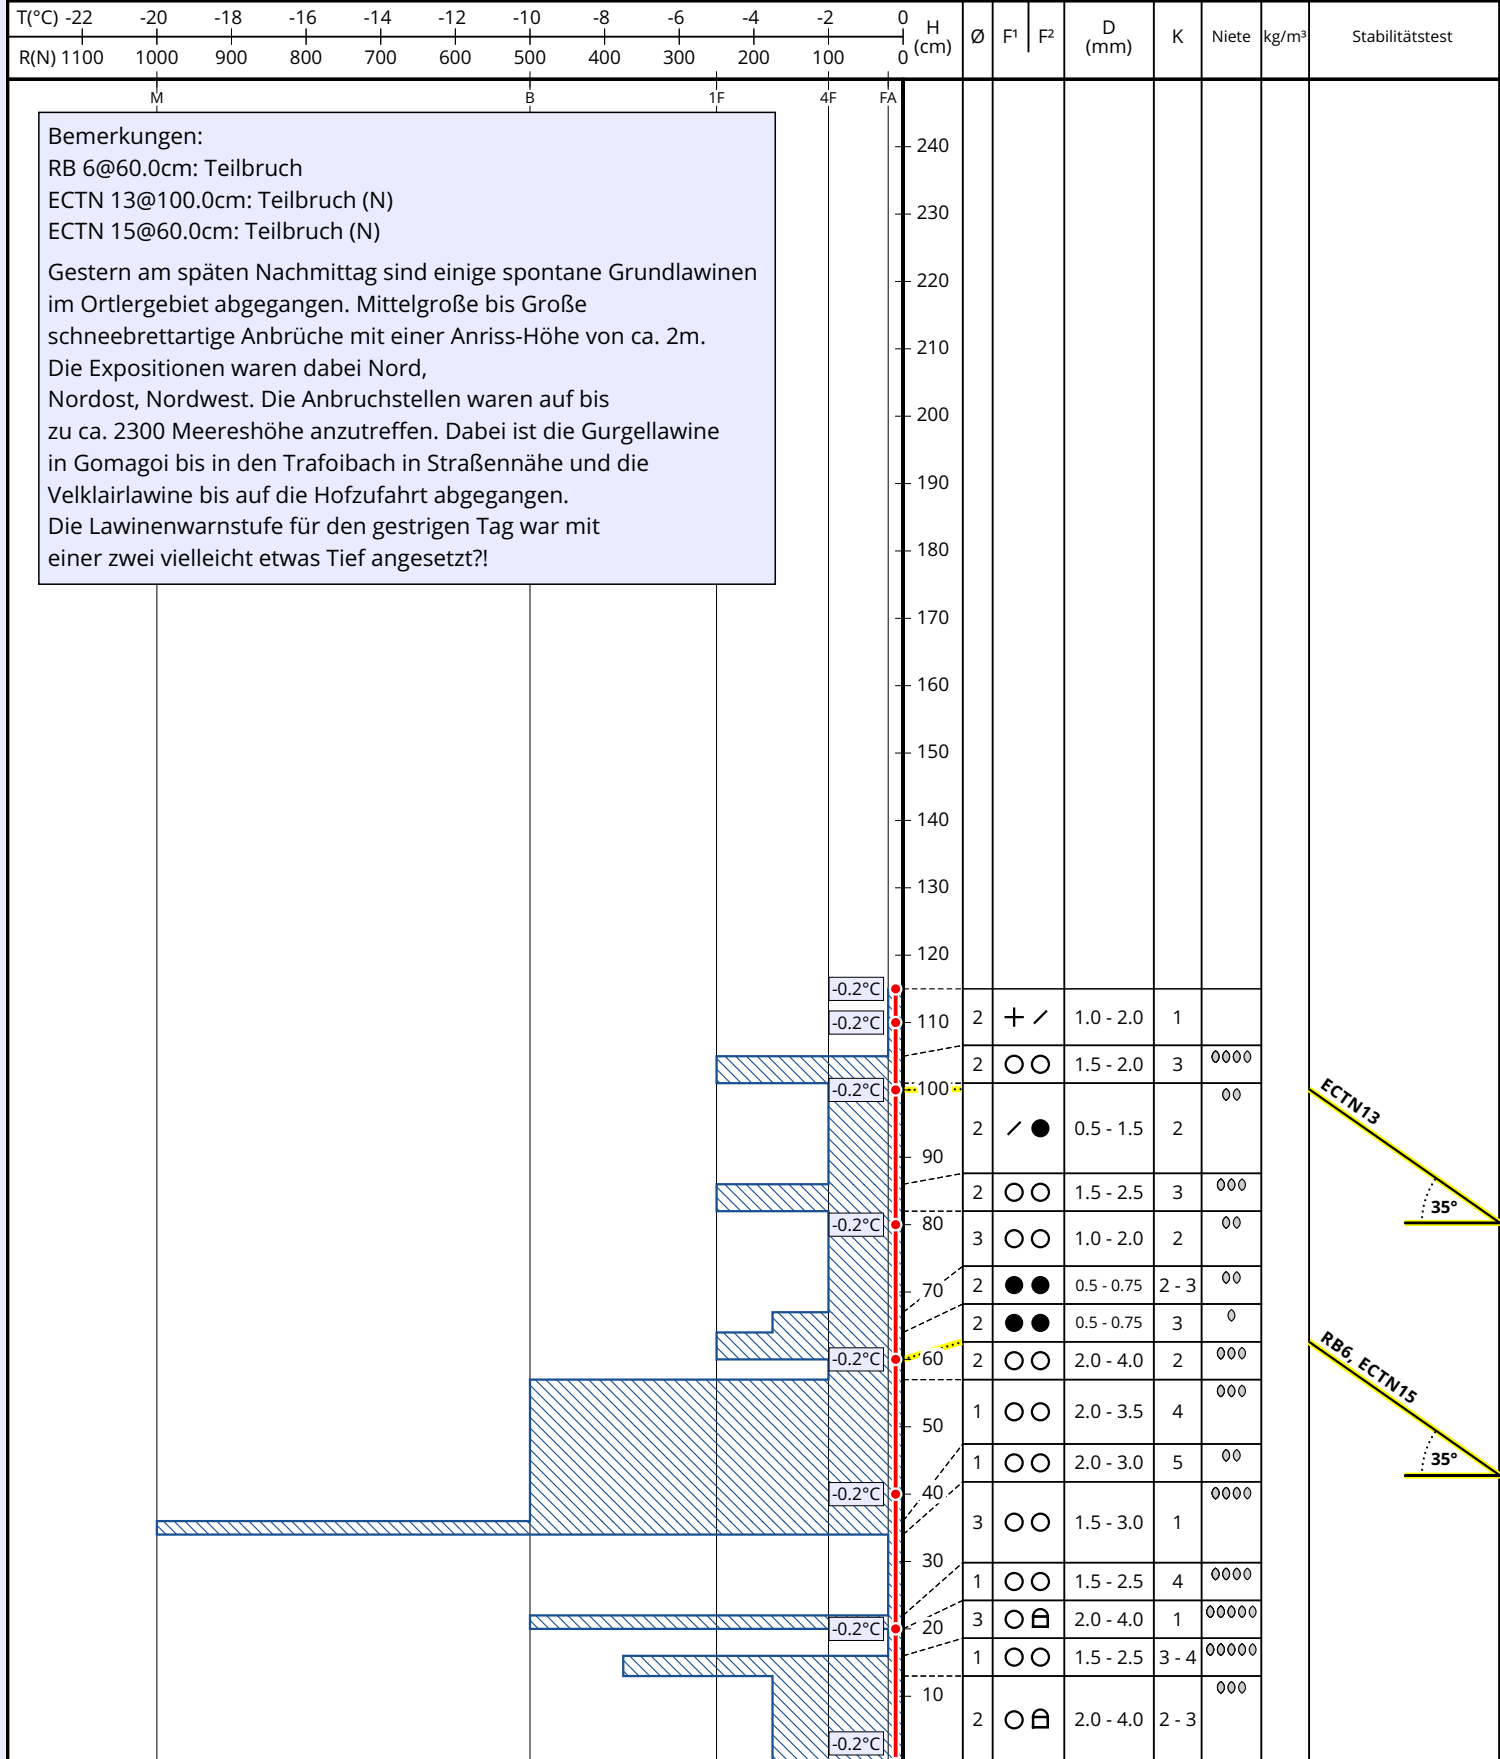 T(°C) -22 -20 -18 -16 -14 -12 -10 -8 -6 -4 -2 0
R(N) 1100 1000 900 800 700 600 500 400 300 200 100 0
H (cm) Ø F¹ F² D (mm) K Niete kg/m³ Stabilitätstest
M B 1F 4F FA
Bemerkungen:
RB 6@60.0cm: Teilbruch
ECTN 13@100.0cm: Teilbruch (N)
ECTN 15@60.0cm: Teilbruch (N)
Gestern am späten Nachmittag sind einige spontane Grundlawinen
im Ortlergebiet abgegangen. Mittelgroße bis Große
schneebrettartige Anbrüche mit einer Anriss-Höhe von ca. 2m.
Die Expositionen waren dabei Nord,
Nordost, Nordwest. Die Anbruchstellen waren auf bis
zu ca. 2300 Meereshöhe anzutreffen. Dabei ist die Gurgellawine
in Gomagoi bis in den Trafoibach in Straßennähe und die
Velklairlawine bis auf die Hofzufahrt abgegangen.
Die Lawinenwarnstufe für den gestrigen Tag war mit
einer zwei vielleicht etwas Tief angesetzt?!
240
230
220
210
200
190
180
170
160
150
140
130
120
-0.2°C
-0.2°C 110 2 1.0 - 2.0 1
2 1.5 - 2.0 3
-0.2°C 100
ECTN13
2 0.5 - 1.5 2
90
2 1.5 - 2.5 3
35°
-0.2°C 80
3 1.0 - 2.0 2
70 2 0.5 - 0.75 2 - 3
2 0.5 - 0.75 3
-0.2°C 60 2 2.0 - 4.0 2
RB6, ECTN15
1 2.0 - 3.5 4
50
1 2.0 - 3.0 5
35°
-0.2°C 40
3 1.5 - 3.0 1
30
1 1.5 - 2.5 4
-0.2°C 20 3 2.0 - 4.0 1
1 1.5 - 2.5 3 - 4
10
2 2.0 - 4.0 2 - 3
-0.2°C